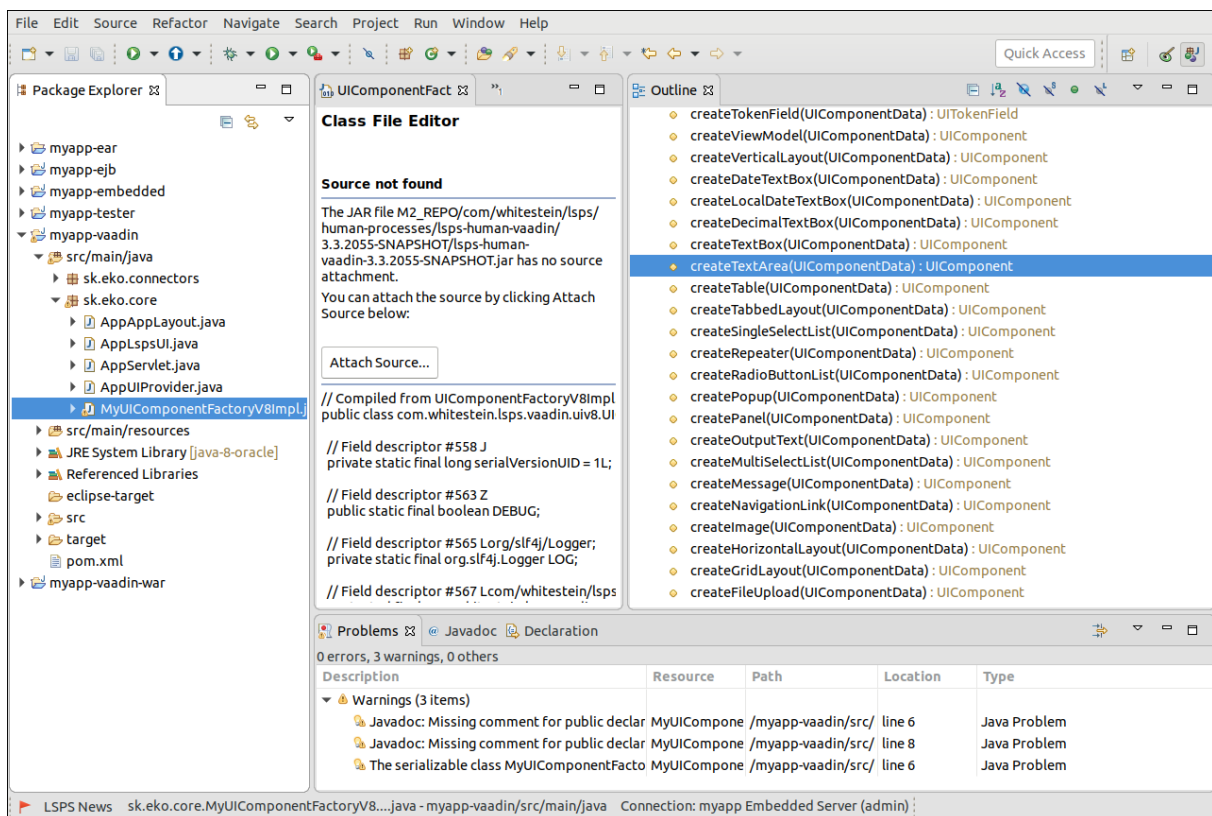 File Edit Source Refactor Navigate Search Project Run Window Help
Quick Access
Package Explorer
myapp-ear
myapp-ejb
myapp-embedded
myapp-tester
myapp-vaadin
src/main/java
sk.eko.connectors
sk.eko.core
AppAppLayout.java
AppLspsUI.java
AppServlet.java
AppUIProvider.java
MyUIComponentFactoryV8Impl.j
src/main/resources
JRE System Library [java-8-oracle]
Referenced Libraries
eclipse-target
src
target
pom.xml
myapp-vaadin-war
UIComponentFact
Class File Editor
Source not found
The JAR file M2_REPO/com/whitestein/lsps/
human-processes/lsps-human-vaadin/
3.3.2055-SNAPSHOT/lsps-human-
vaadin-3.3.2055-SNAPSHOT.jar has no source
attachment.
You can attach the source by clicking Attach
Source below:
Attach Source...
// Compiled from UIComponentFactoryV8Impl
public class com.whitestein.lsps.vaadin.uiv8.UI
// Field descriptor #558 J
private static final long serialVersionUID = 1L;
// Field descriptor #563 Z
public static final boolean DEBUG;
// Field descriptor #565 Lorg/slf4j/Logger;
private static final org.slf4j.Logger LOG;
// Field descriptor #567 Lcom/whitestein/lsps
Outline
createTokenField(UIComponentData) : UITokenField
createViewModel(UIComponentData) : UIComponent
createVerticalLayout(UIComponentData) : UIComponent
createDateTextBox(UIComponentData) : UIComponent
createLocalDateTextBox(UIComponentData) : UIComponent
createDecimalTextBox(UIComponentData) : UIComponent
createTextBox(UIComponentData) : UIComponent
createTextArea(UIComponentData) : UIComponent
createTable(UIComponentData) : UIComponent
createTabbedLayout(UIComponentData) : UIComponent
createSingleSelectList(UIComponentData) : UIComponent
createRepeater(UIComponentData) : UIComponent
createRadioButtonList(UIComponentData) : UIComponent
createPopup(UIComponentData) : UIComponent
createPanel(UIComponentData) : UIComponent
createOutputText(UIComponentData) : UIComponent
createMultiSelectList(UIComponentData) : UIComponent
createMessage(UIComponentData) : UIComponent
createNavigationLink(UIComponentData) : UIComponent
createImage(UIComponentData) : UIComponent
createHorizontalLayout(UIComponentData) : UIComponent
createGridLayout(UIComponentData) : UIComponent
createFileUpload(UIComponentData) : UIComponent
Problems @ Javadoc Declaration
0 errors, 3 warnings, 0 others
Description Resource Path Location Type
Warnings (3 items)
Javadoc: Missing comment for public declar MyUICompone /myapp-vaadin/src/ line 6 Java Problem
Javadoc: Missing comment for public declar MyUICompone /myapp-vaadin/src/ line 8 Java Problem
The serializable class MyUIComponentFacto MyUICompone /myapp-vaadin/src/ line 6 Java Problem
LSPS News sk.eko.core.MyUIComponentFactoryV8....java - myapp-vaadin/src/main/java Connection: myapp Embedded Server (admin)